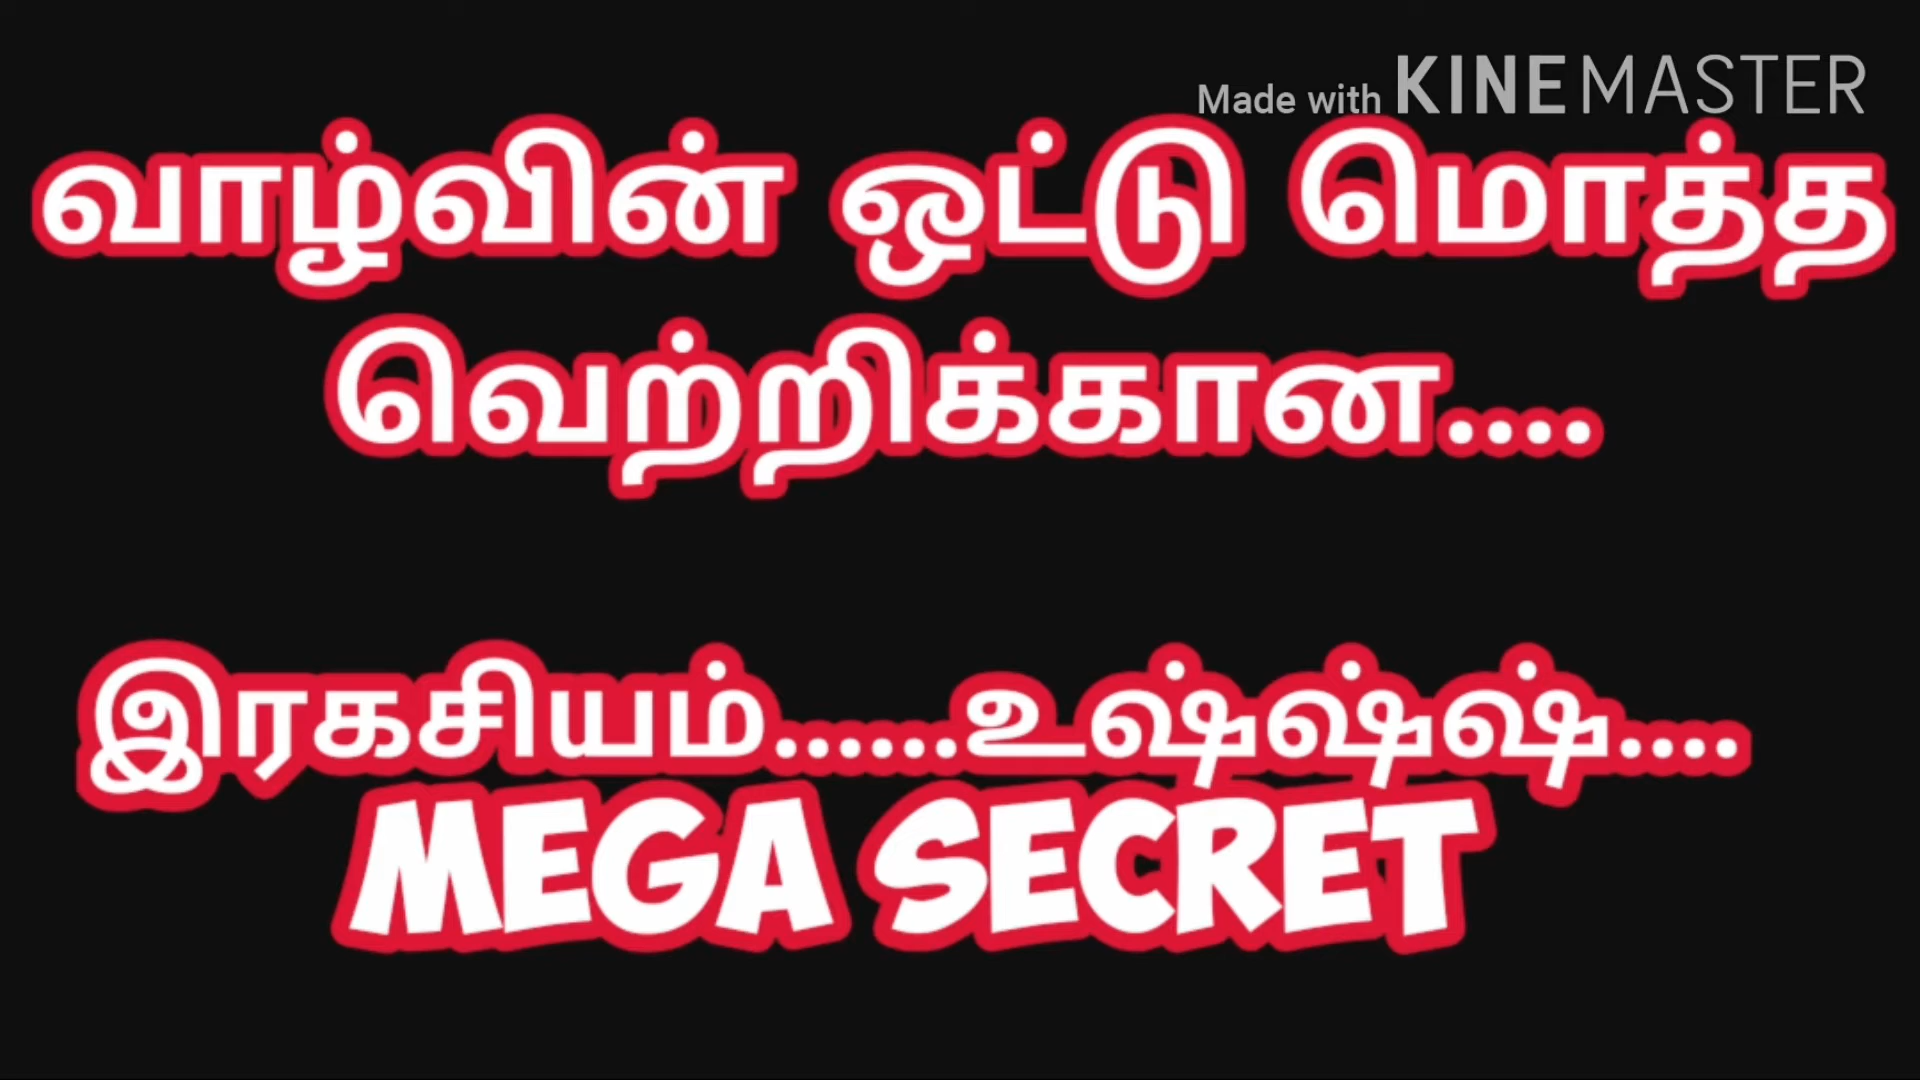 Made with KINEMASTER
வாழ்வின் ஒட்டு மொத்த
வெற்றிக்கான....
இரகசியம்......உஷ்ஷ்ஷ்....
MEGA SECRET